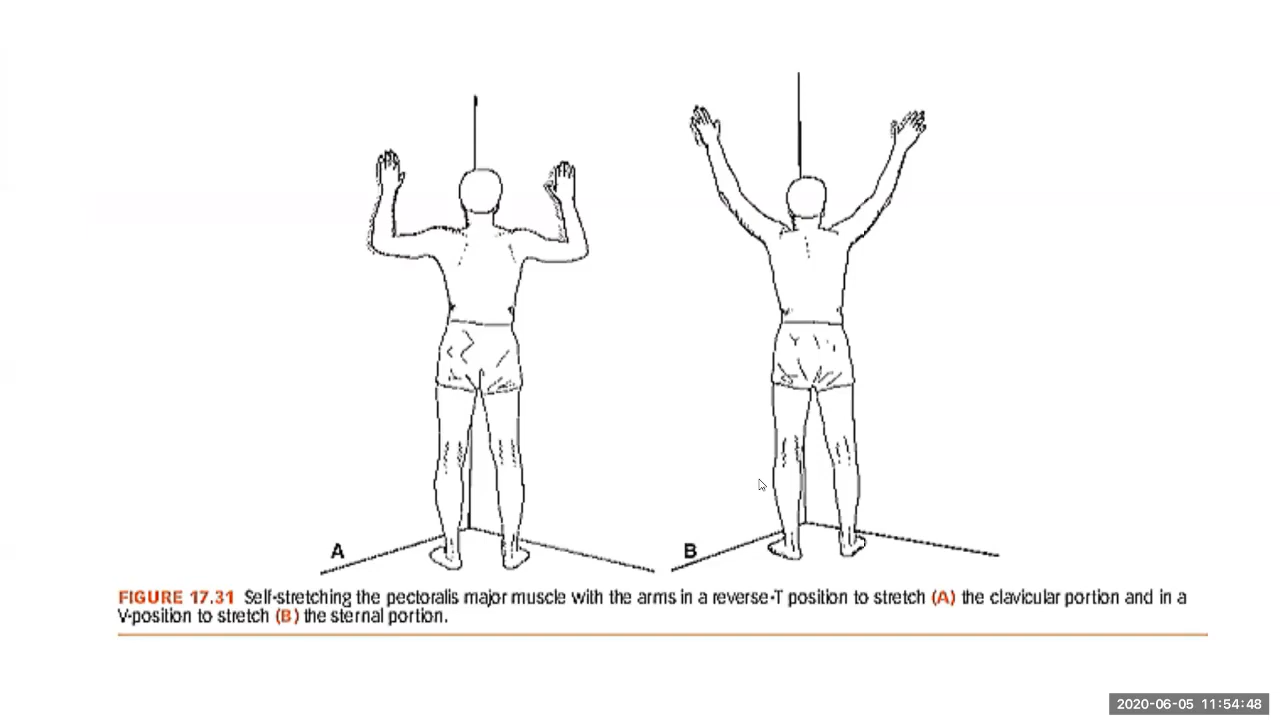 A
B
FIGURE 17.31 Self-stretching the pectoralis major muscle with the arms in a reverse-T position to stretch (A) the clavicular portion and in a
V-position to stretch (B) the sternal portion.
2020-06-05 11:54:48